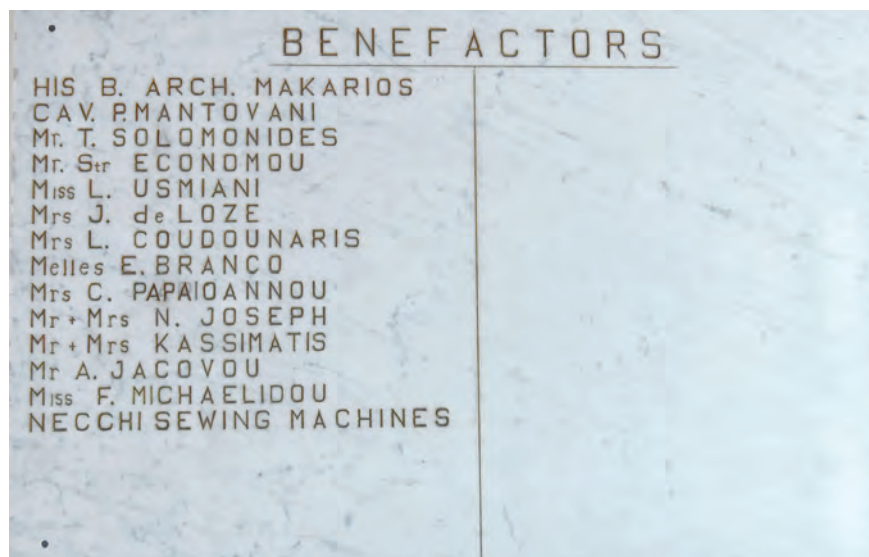 BENEFACTORS
HIS B. ARCH. MAKARIOS
CAV. P. MANTOVANI
Mr. T. SOLOMONIDES
Mr. Str ECONOMOU
Miss L. USMIANI
Mrs J. de LOZE
Mrs L. COUDOUNARIS
Melles E. BRANCO
Mrs C. PAPAIOANNOU
Mr + Mrs N. JOSEPH
Mr + Mrs KASSIMATIS
Mr A. JACOVOU
Miss F. MICHAELIDOU
NECCHI SEWING MACHINES